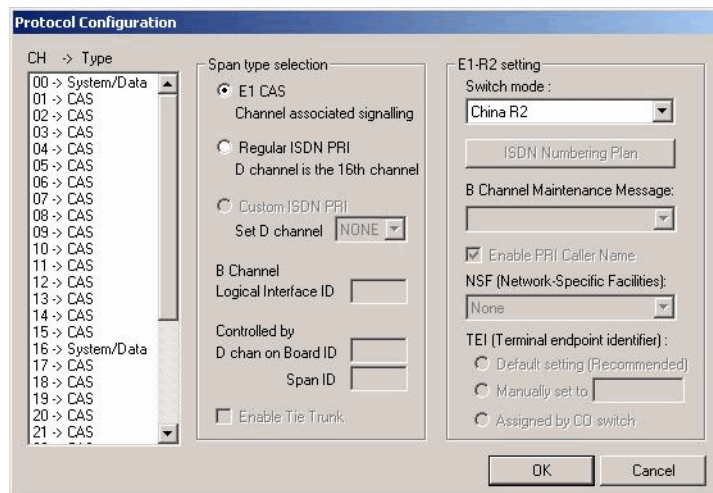 Protocol Configuration
CH -> Type
00 -> System/Data
01 -> CAS
02 -> CAS
03 -> CAS
04 -> CAS
05 -> CAS
06 -> CAS
07 -> CAS
08 -> CAS
09 -> CAS
10 -> CAS
11 -> CAS
12 -> CAS
13 -> CAS
14 -> CAS
15 -> CAS
16 -> System/Data
17 -> CAS
18 -> CAS
19 -> CAS
20 -> CAS
21 -> CAS
Span type selection
E1 CAS
Channel associated signalling
Regular ISDN PRI
D channel is the 16th channel
Custom ISDN PRI
Set D channel NONE
B Channel
Logical Interface ID
Controlled by
D chan on Board ID
Span ID
Enable Tie Trunk
E1-R2 setting
Switch mode :
China R2
ISDN Numbering Plan
B Channel Maintenance Message:
Enable PRI Caller Name
NSF (Network-Specific Facilities):
None
TEI (Terminal endpoint identifier) :
Default setting (Recommended)
Manually set to
Assigned by CO switch
OK Cancel